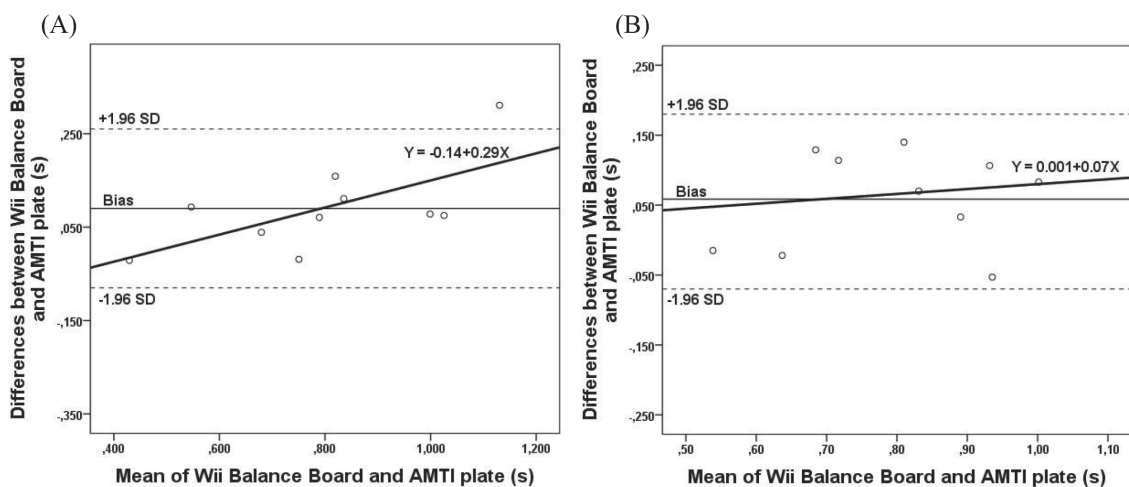 (A)
Differences between Wii Balance Board
and AMTI plate (s)
,250
,050
-,150
-,350
+1.96 SD
Y = -0.14+0.29X
Bias
-1.96 SD
,400
,600
,800
1,000
1,200
Mean of Wii Balance Board and AMTI plate (s)
(B)
Differences between Wii Balance Board
and AMTI plate (s)
,250
,150
,050
-,050
-,150
-,250
+1.96 SD
Y = 0.001+0.07X
Bias
-1.96 SD
,50
,60
,70
,80
,90
1,00
1,10
Mean of Wii Balance Board and AMTI plate (s)